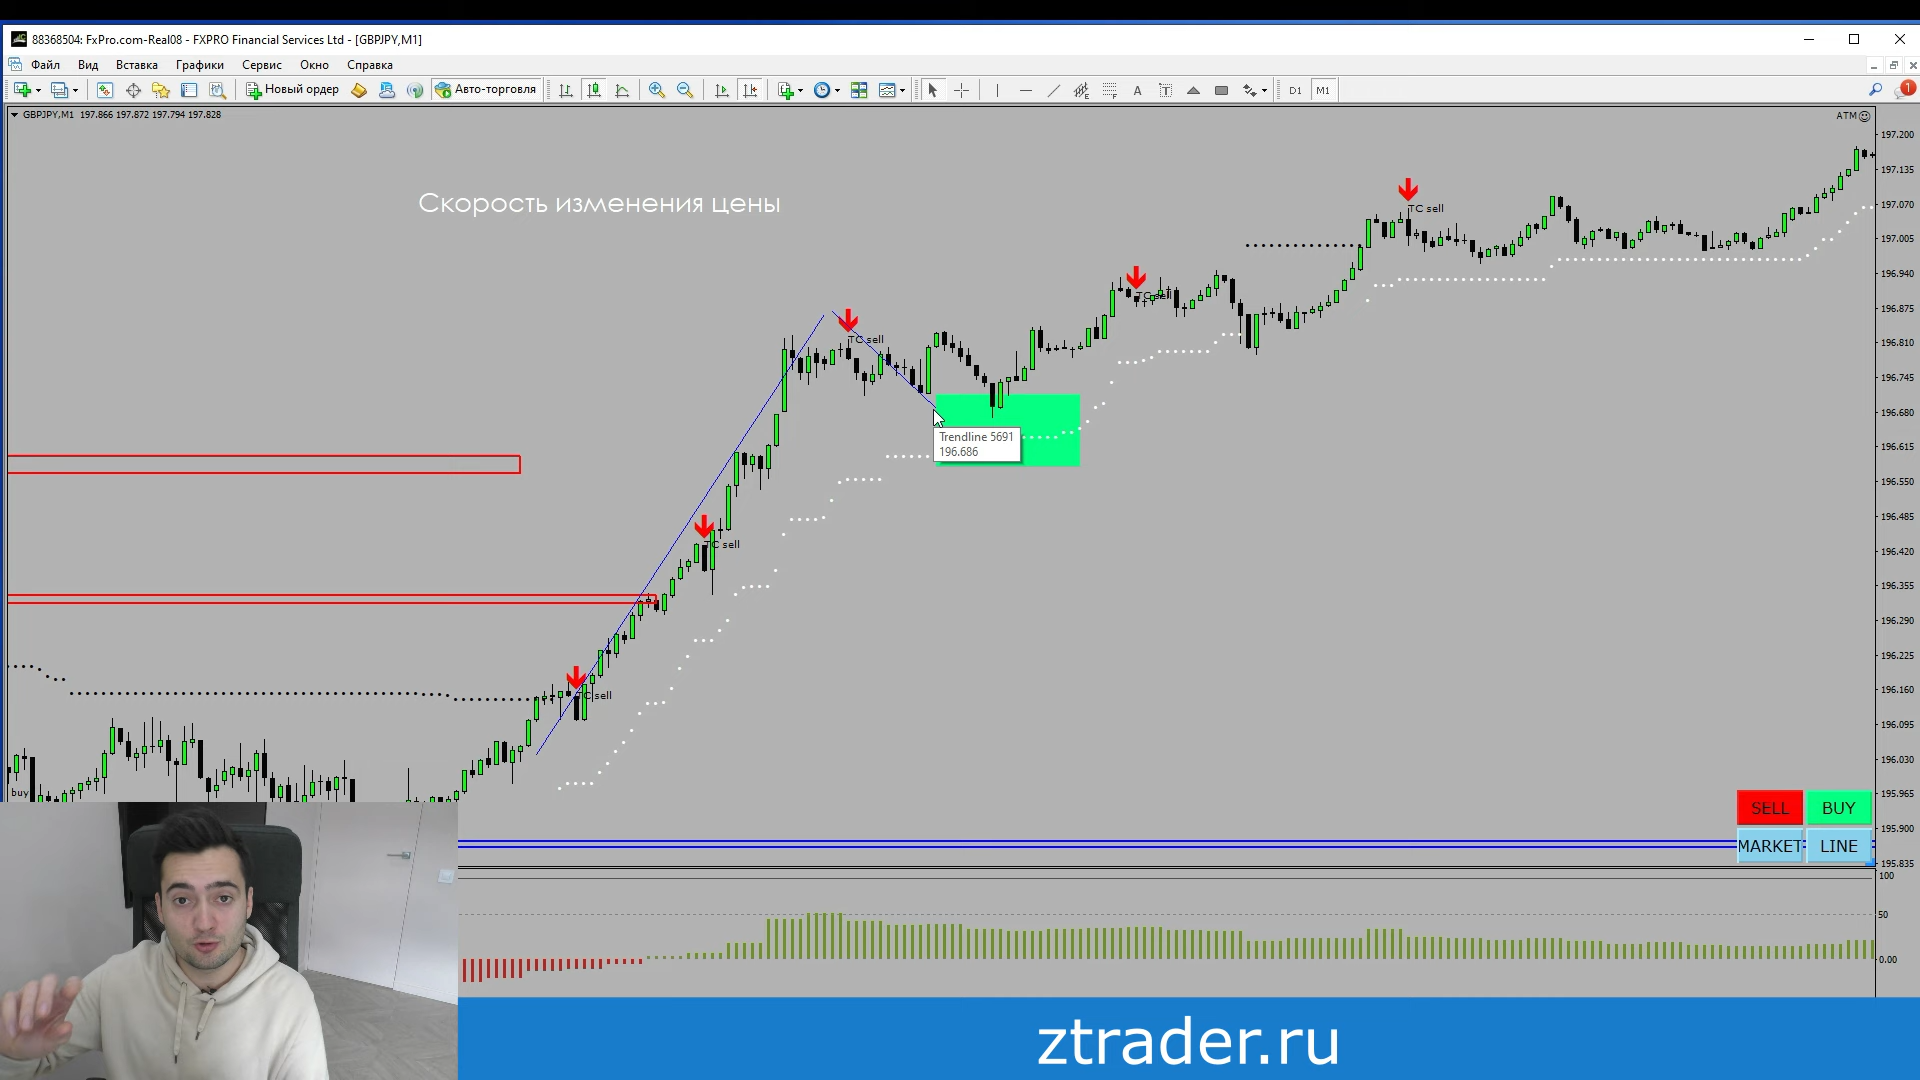 88368504: FxPro.com-Real08 - FXPRO Financial Services Ltd - [GBPJPY,M1]
Файл Вид Вставка Графики Сервис Окно Справка
Новый ордер Авто-торговля A T D1 M1 1
GBPJPY,M1 197.866 197.872 197.794 197.828
ATM
197.200
197.135
Скорость изменения цены
TC sell
197.070
197.005
196.940
TC sell
196.875
TC sell
196.810
196.745
196.680
Trendline 5691
196.686
196.615
196.550
196.485
TC sell
196.420
196.355
196.290
196.225
TC sell
196.160
196.095
196.030
buy
195.965
SELL BUY
195.900
MARKET LINE
195.835
100
50
0.00
ztrader.ru